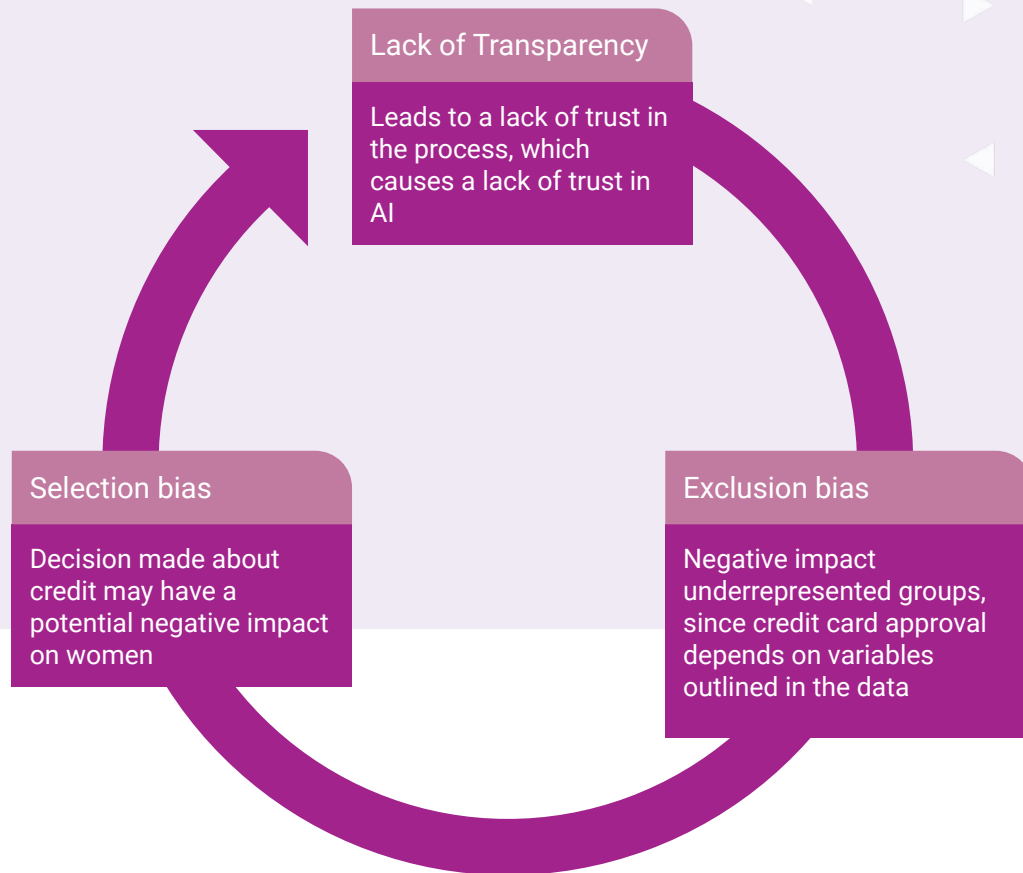 Lack of Transparency
Leads to a lack of trust in
the process, which
causes a lack of trust in
AI
Selection bias
Decision made about
credit may have a
potential negative impact
on women
Exclusion bias
Negative impact
underrepresented groups,
since credit card approval
depends on variables
outlined in the data